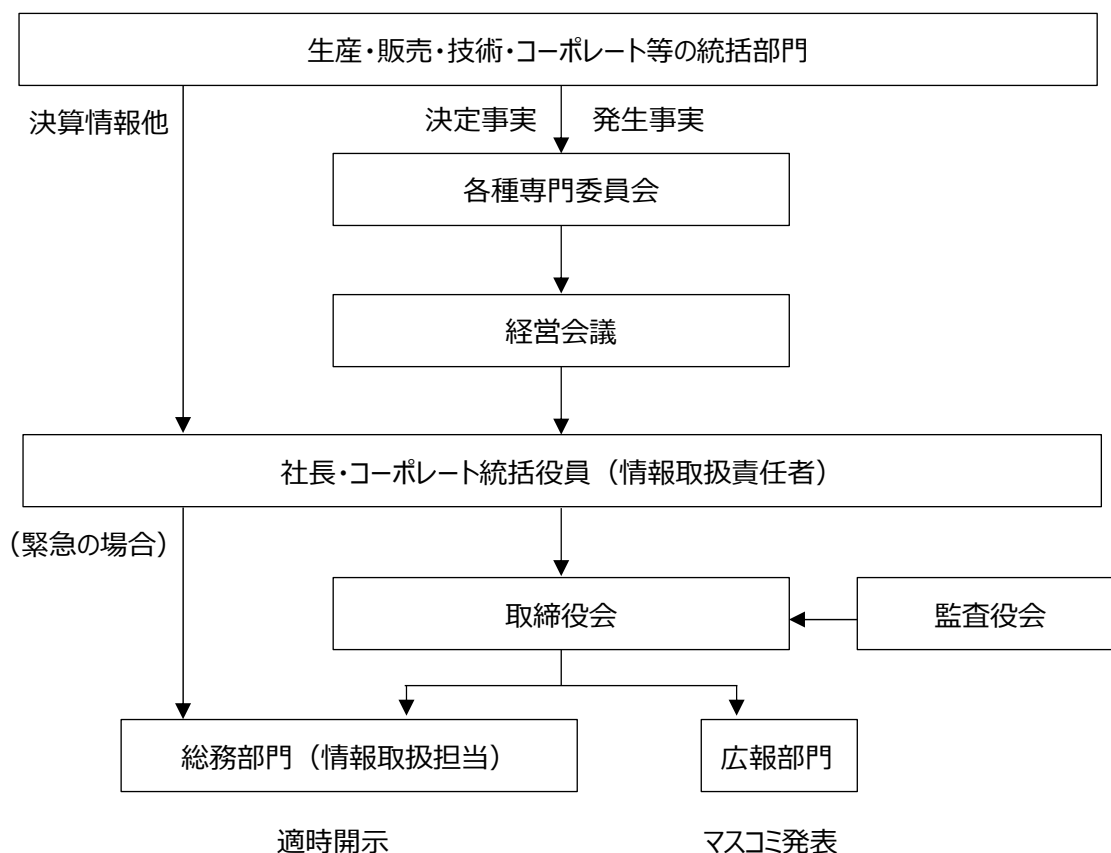 生産・販売・技術・コーポレート等の統括部門
決算情報他
決定事実 発生事実
各種専門委員会
経営会議
社長・コーポレート統括役員（情報取扱責任者）
（緊急の場合）
取締役会
監査役会
総務部門（情報取扱担当）
広報部門
適時開示
マスコミ発表